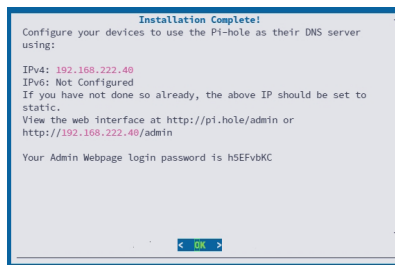 Installation Complete!
Configure your devices to use the Pi-hole as their DNS server
using:
IPv4: 192.168.222.40
IPv6: Not Configured
If you have not done so already, the above IP should be set to
static.
View the web interface at http://pi.hole/admin or
http://192.168.222.40/admin
Your Admin Webpage login password is h5EFvbKC
< OK >